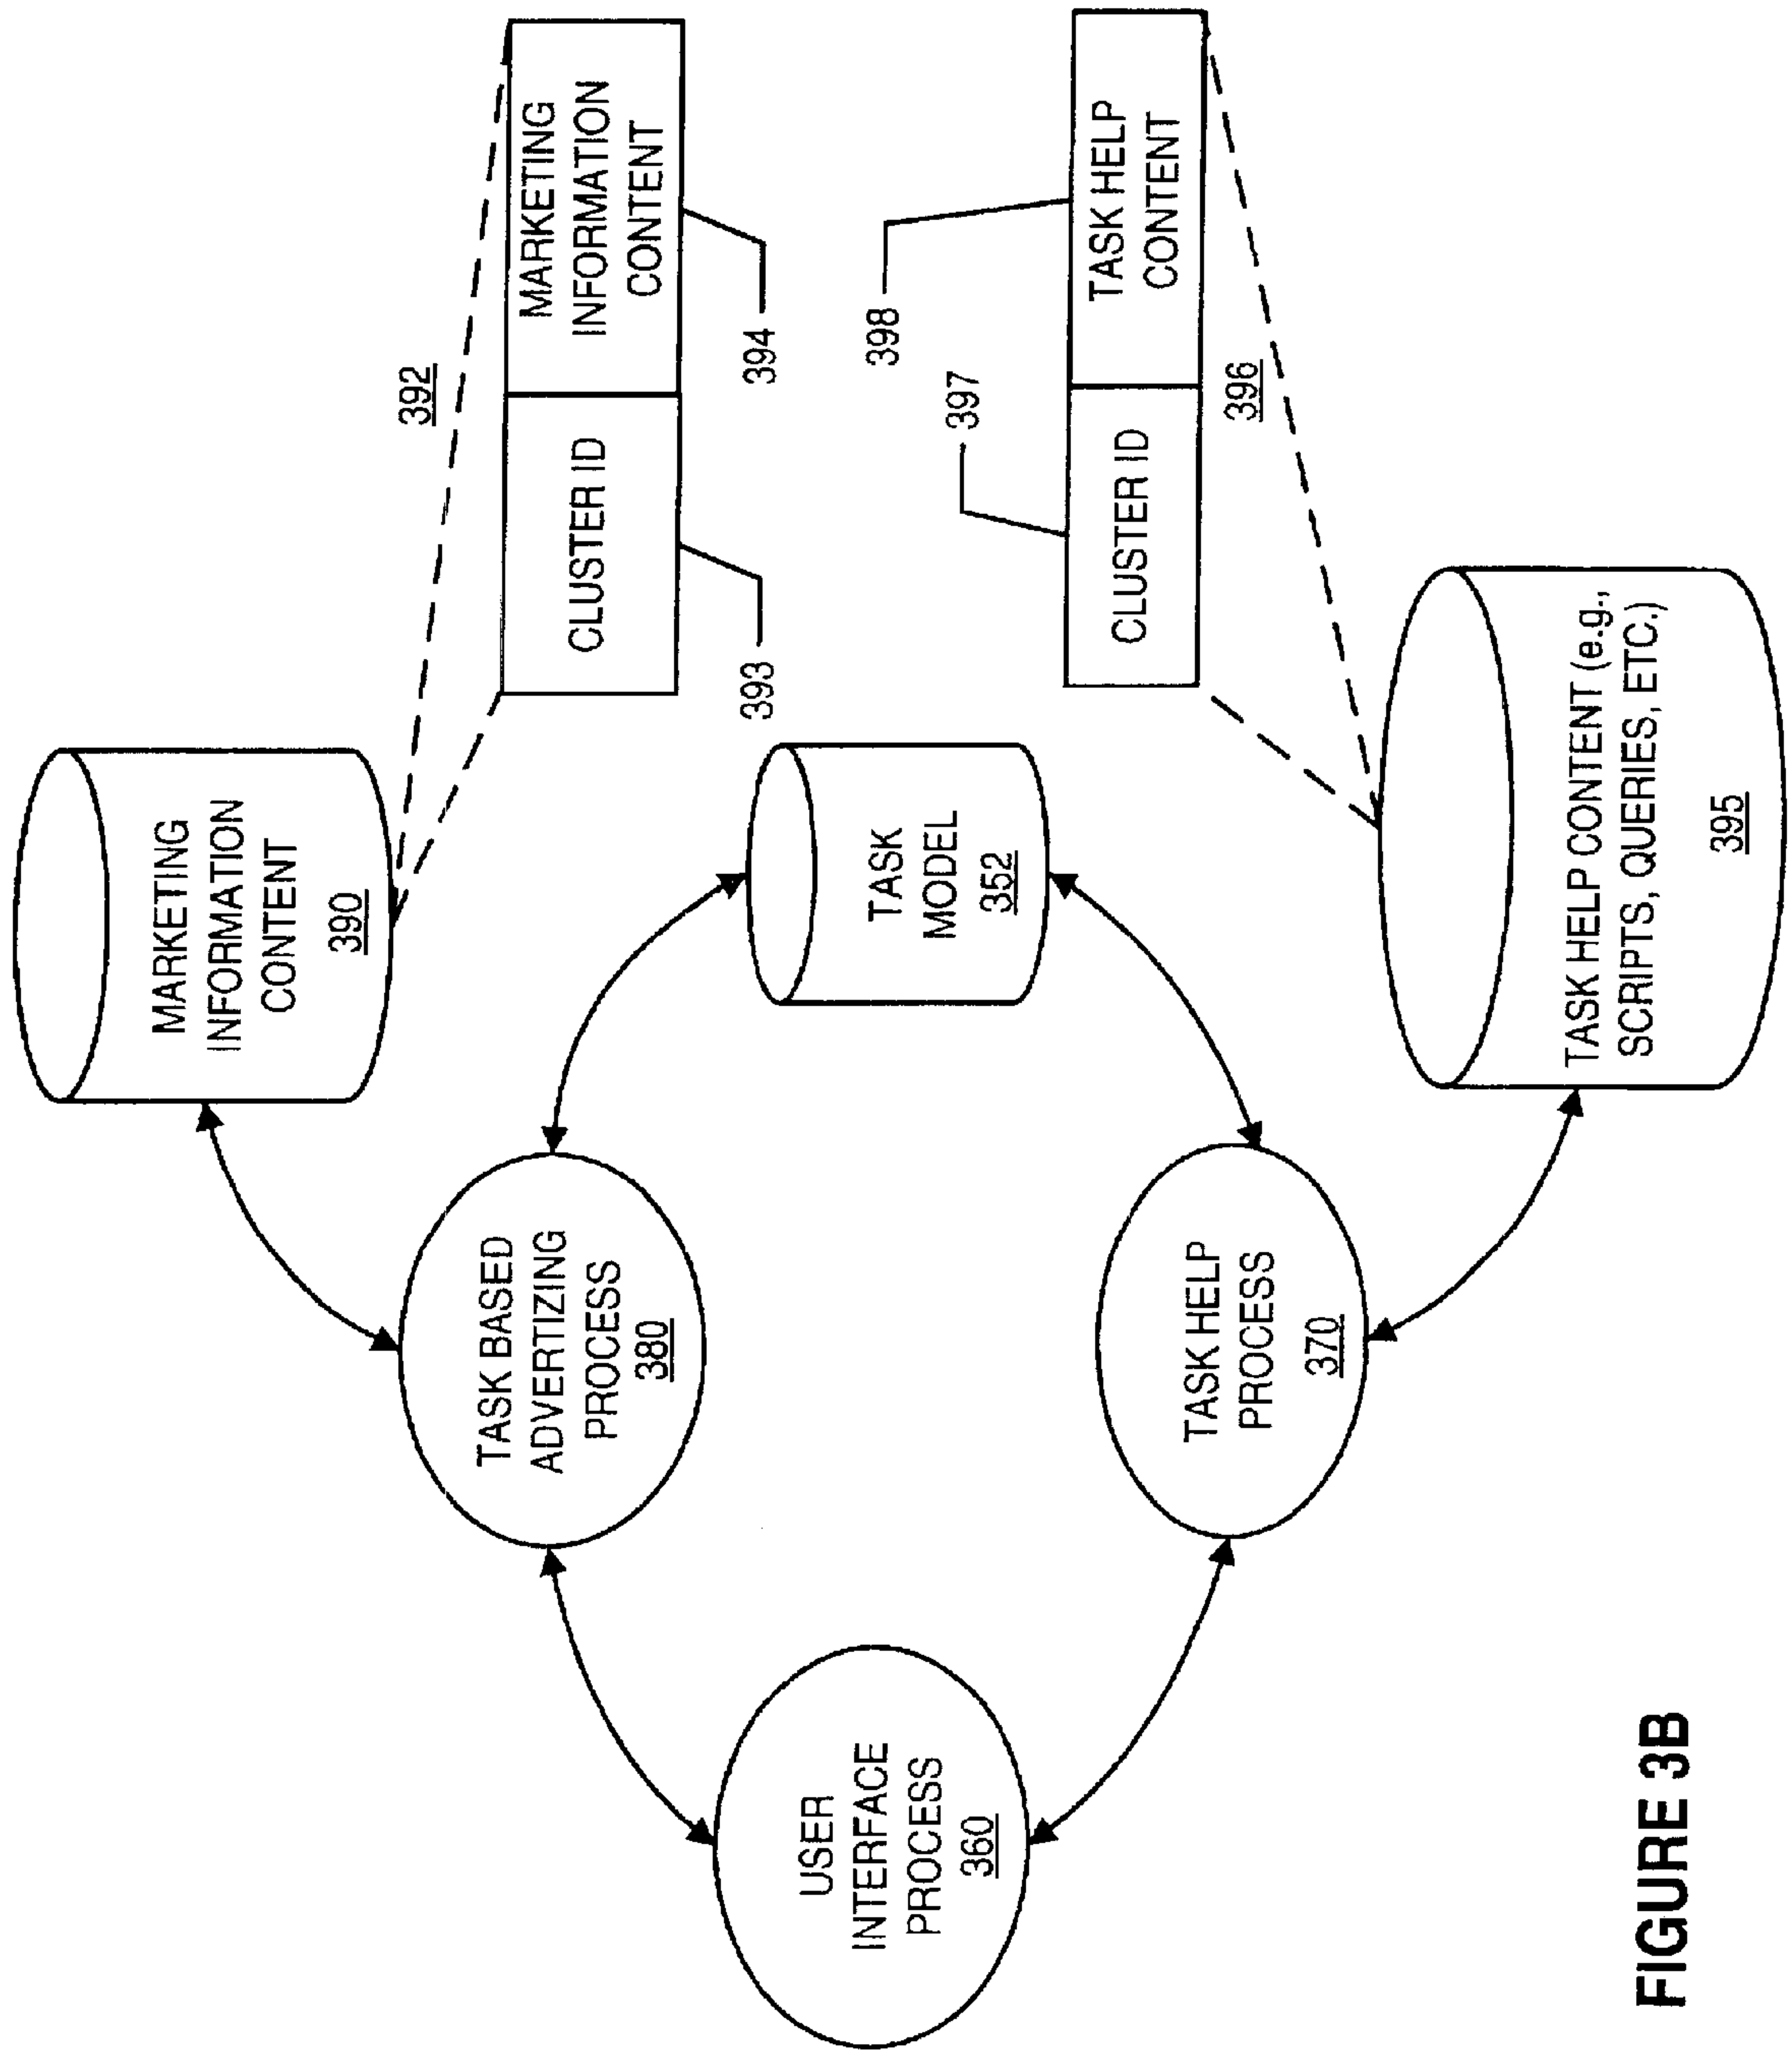 MARKETING
INFORMATION
CONTENT
390
392
CLUSTER ID
MARKETING
INFORMATION
CONTENT
393
394
TASK BASED
ADVERTIZING
PROCESS
380
USER
INTERFACE
PROCESS
360
TASK
MODEL
352
397
398
CLUSTER ID
TASK HELP
CONTENT
396
TASK HELP
PROCESS
370
TASK HELP CONTENT (e.g.,
SCRIPTS, QUERIES, ETC.)
395
FIGURE 3B